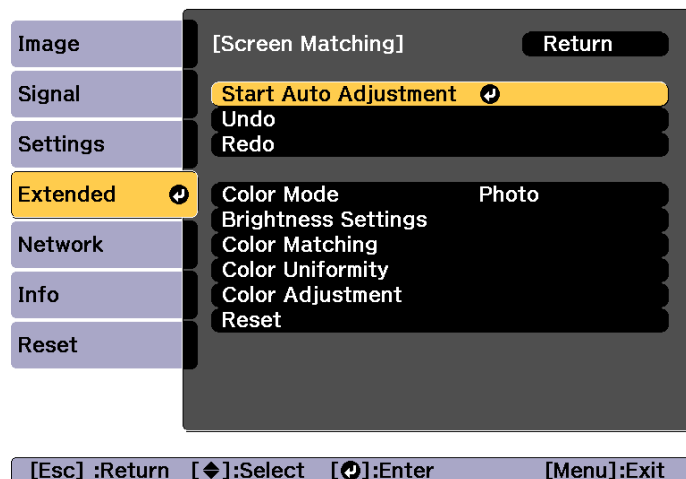 Image
Signal
Settings
Extended
Network
Info
Reset
[Screen Matching] Return
Start Auto Adjustment
Undo
Redo
Color Mode Photo
Brightness Settings
Color Matching
Color Uniformity
Color Adjustment
Reset
[Esc] :Return [◆]:Select [⏎]:Enter [Menu]:Exit